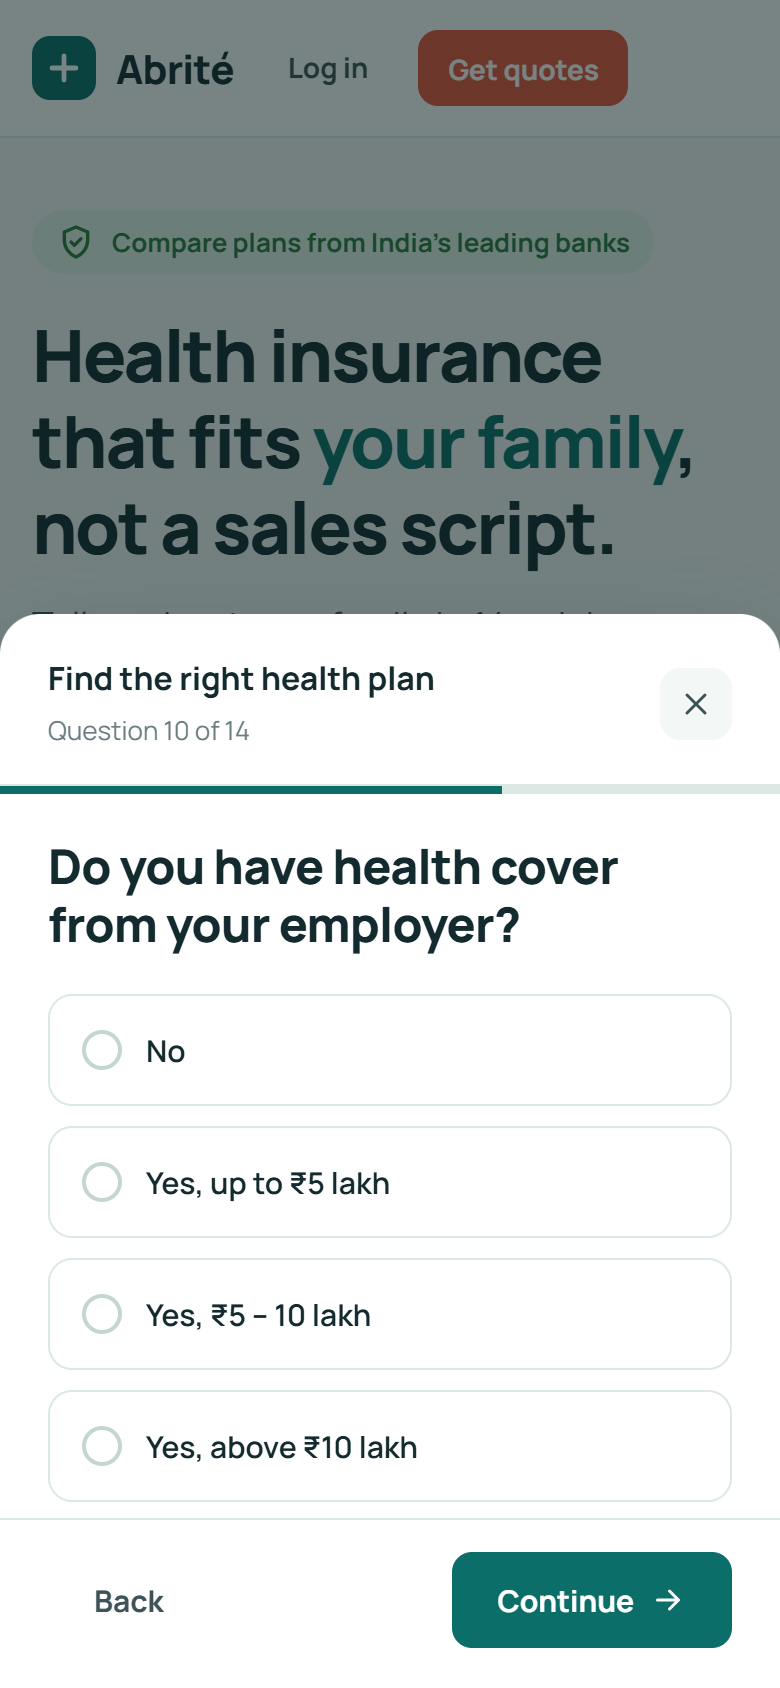 Abrité
Log in
Get quotes
Compare plans from India's leading banks
Health insurance
that fits your family,
not a sales script.
Find the right health plan
Question 10 of 14
Do you have health cover
from your employer?
No
Yes, up to ₹5 lakh
Yes, ₹5 – 10 lakh
Yes, above ₹10 lakh
Back
Continue